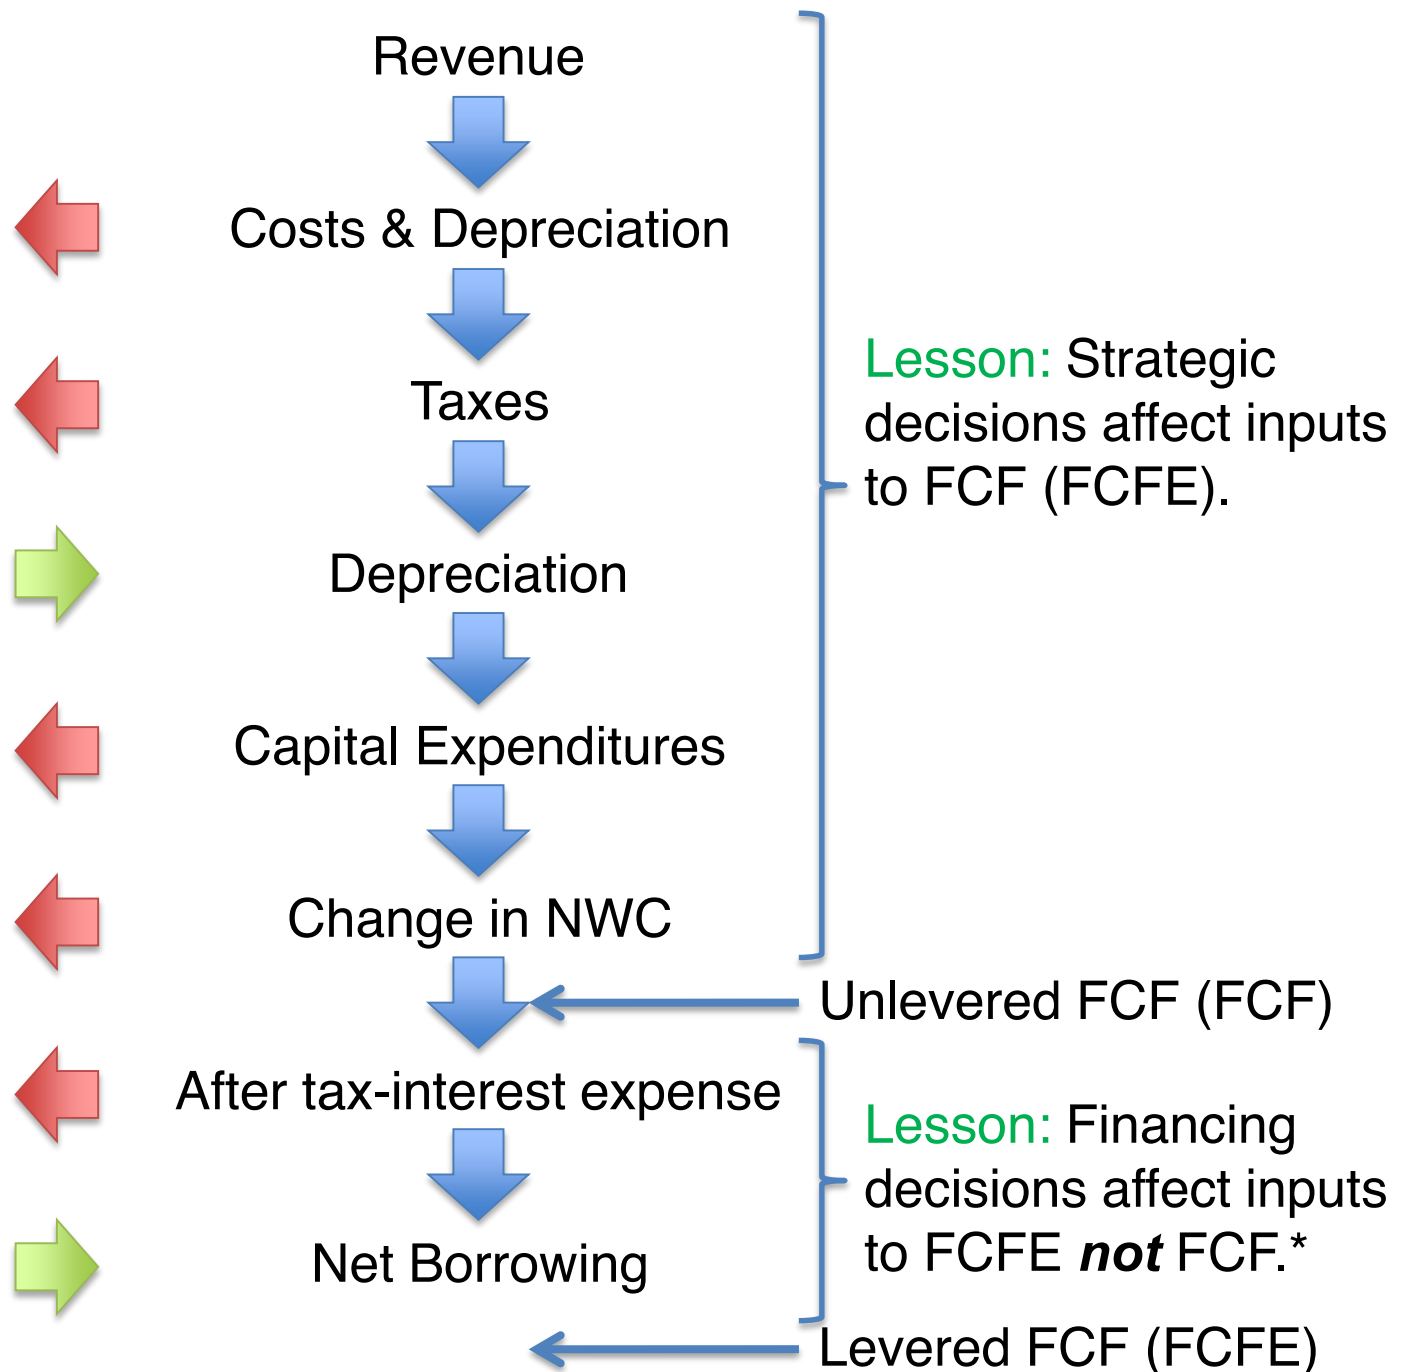 Revenue
Costs & Depreciation
Taxes
Depreciation
Capital Expenditures
Change in NWC
After tax-interest expense
Net Borrowing
Lesson: Strategic
decisions affect inputs
to FCF (FCFE).
Unlevered FCF (FCF)
Lesson: Financing
decisions affect inputs
to FCFE not FCF.*
Levered FCF (FCFE)